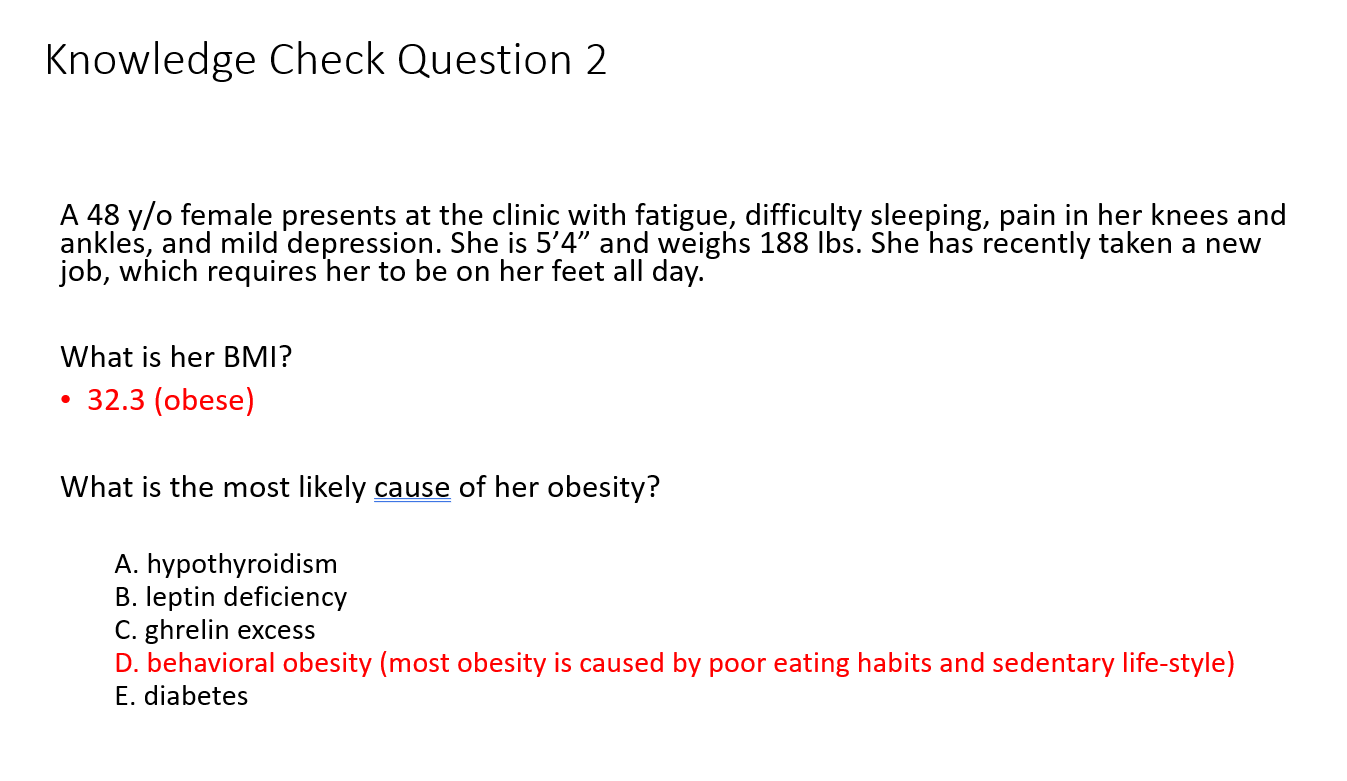 Knowledge Check Question 2
A 48 y/o female presents at the clinic with fatigue, difficulty sleeping, pain in her knees and
ankles, and mild depression. She is 5’4” and weighs 188 lbs. She has recently taken a new
job, which requires her to be on her feet all day.
What is her BMI?
• 32.3 (obese)
What is the most likely cause of her obesity?
A. hypothyroidism
B. leptin deficiency
C. ghrelin excess
D. behavioral obesity (most obesity is caused by poor eating habits and sedentary life-style)
E. diabetes